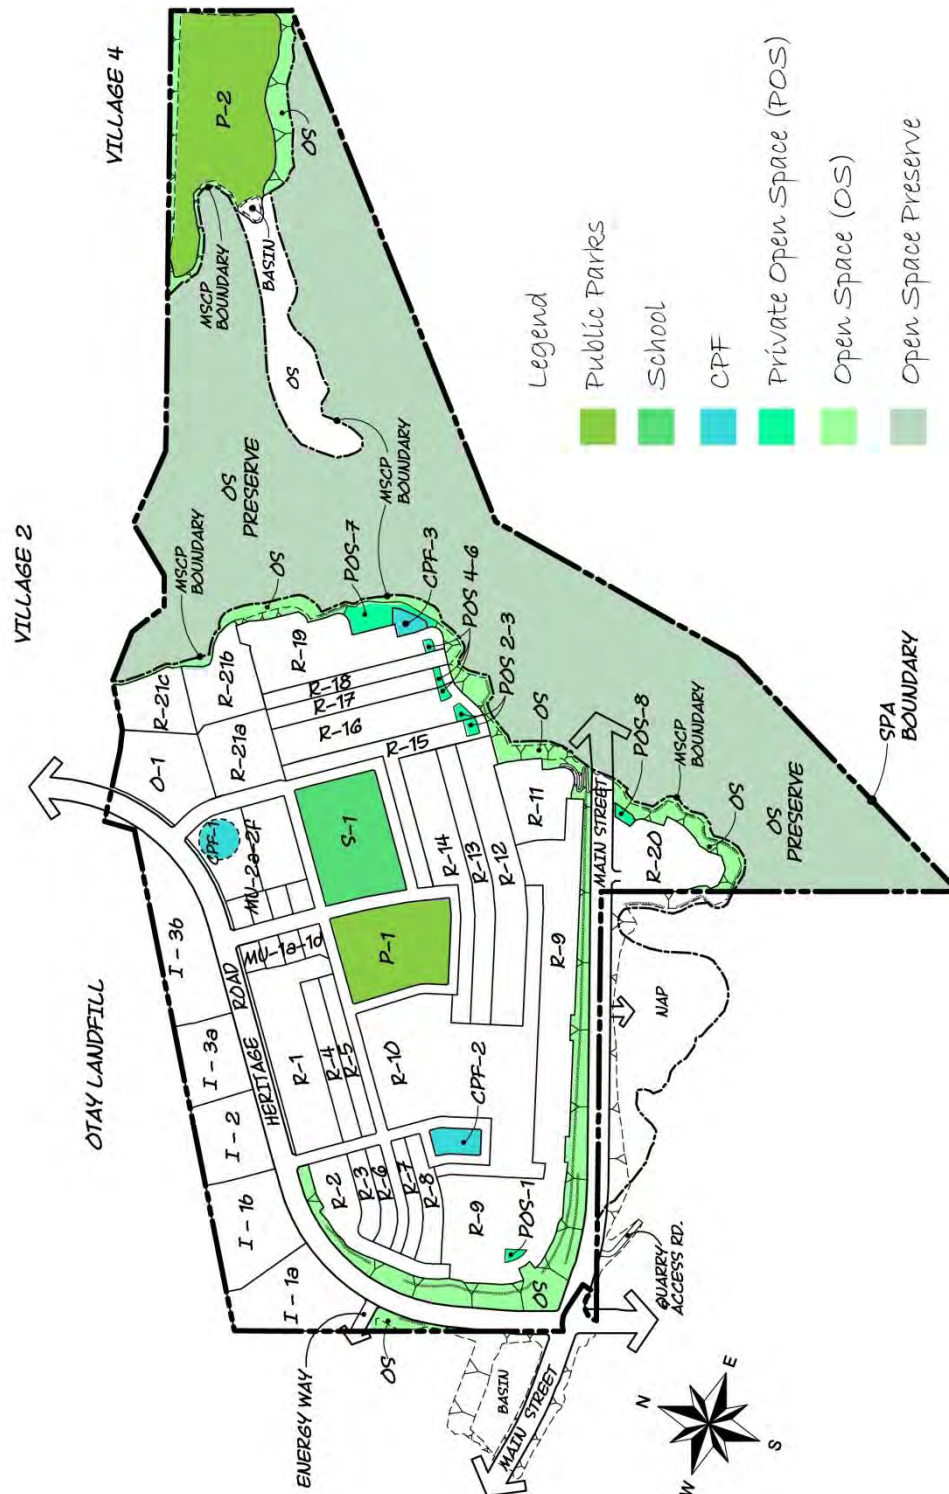 VILLAGE 4
P-2
OS
MSCP
BOUNDARY
BASIN
OS
VILLAGE 2
MSCP
BOUNDARY
OS
PRESERVE
MSCP
BOUNDARY
OS
POS-7
CPF-3
POS 4-6
POS 2-3
R-21c
R-21b
R-19
R-18
R-17
R-16
R-15
O-1
R-21a
CPF-1
MU-2a-2f
S-1
R-14
R-13
R-12
R-11
OS
MAIN STREET
POS-8
MSCP
BOUNDARY
R-20
OS
OS
PRESERVE
SPA
BOUNDARY
OTAY LANDFILL
I-3b
I-3a
I-2
I-1b
I-1a
HERITAGE ROAD
MU-1a-1d
P-1
R-1
R-4
R-5
R-10
R-9
CPF-2
R-2
R-3
R-6
R-7
R-8
R-9
POS-1
OS
NAP
ENERGY WAY
OS
BASIN
MAIN STREET
QUARRY
ACCESS RD.
N
E
S
W
Legend
Public Parks
School
CPF
Private Open Space (POS)
Open Space (OS)
Open Space Preserve